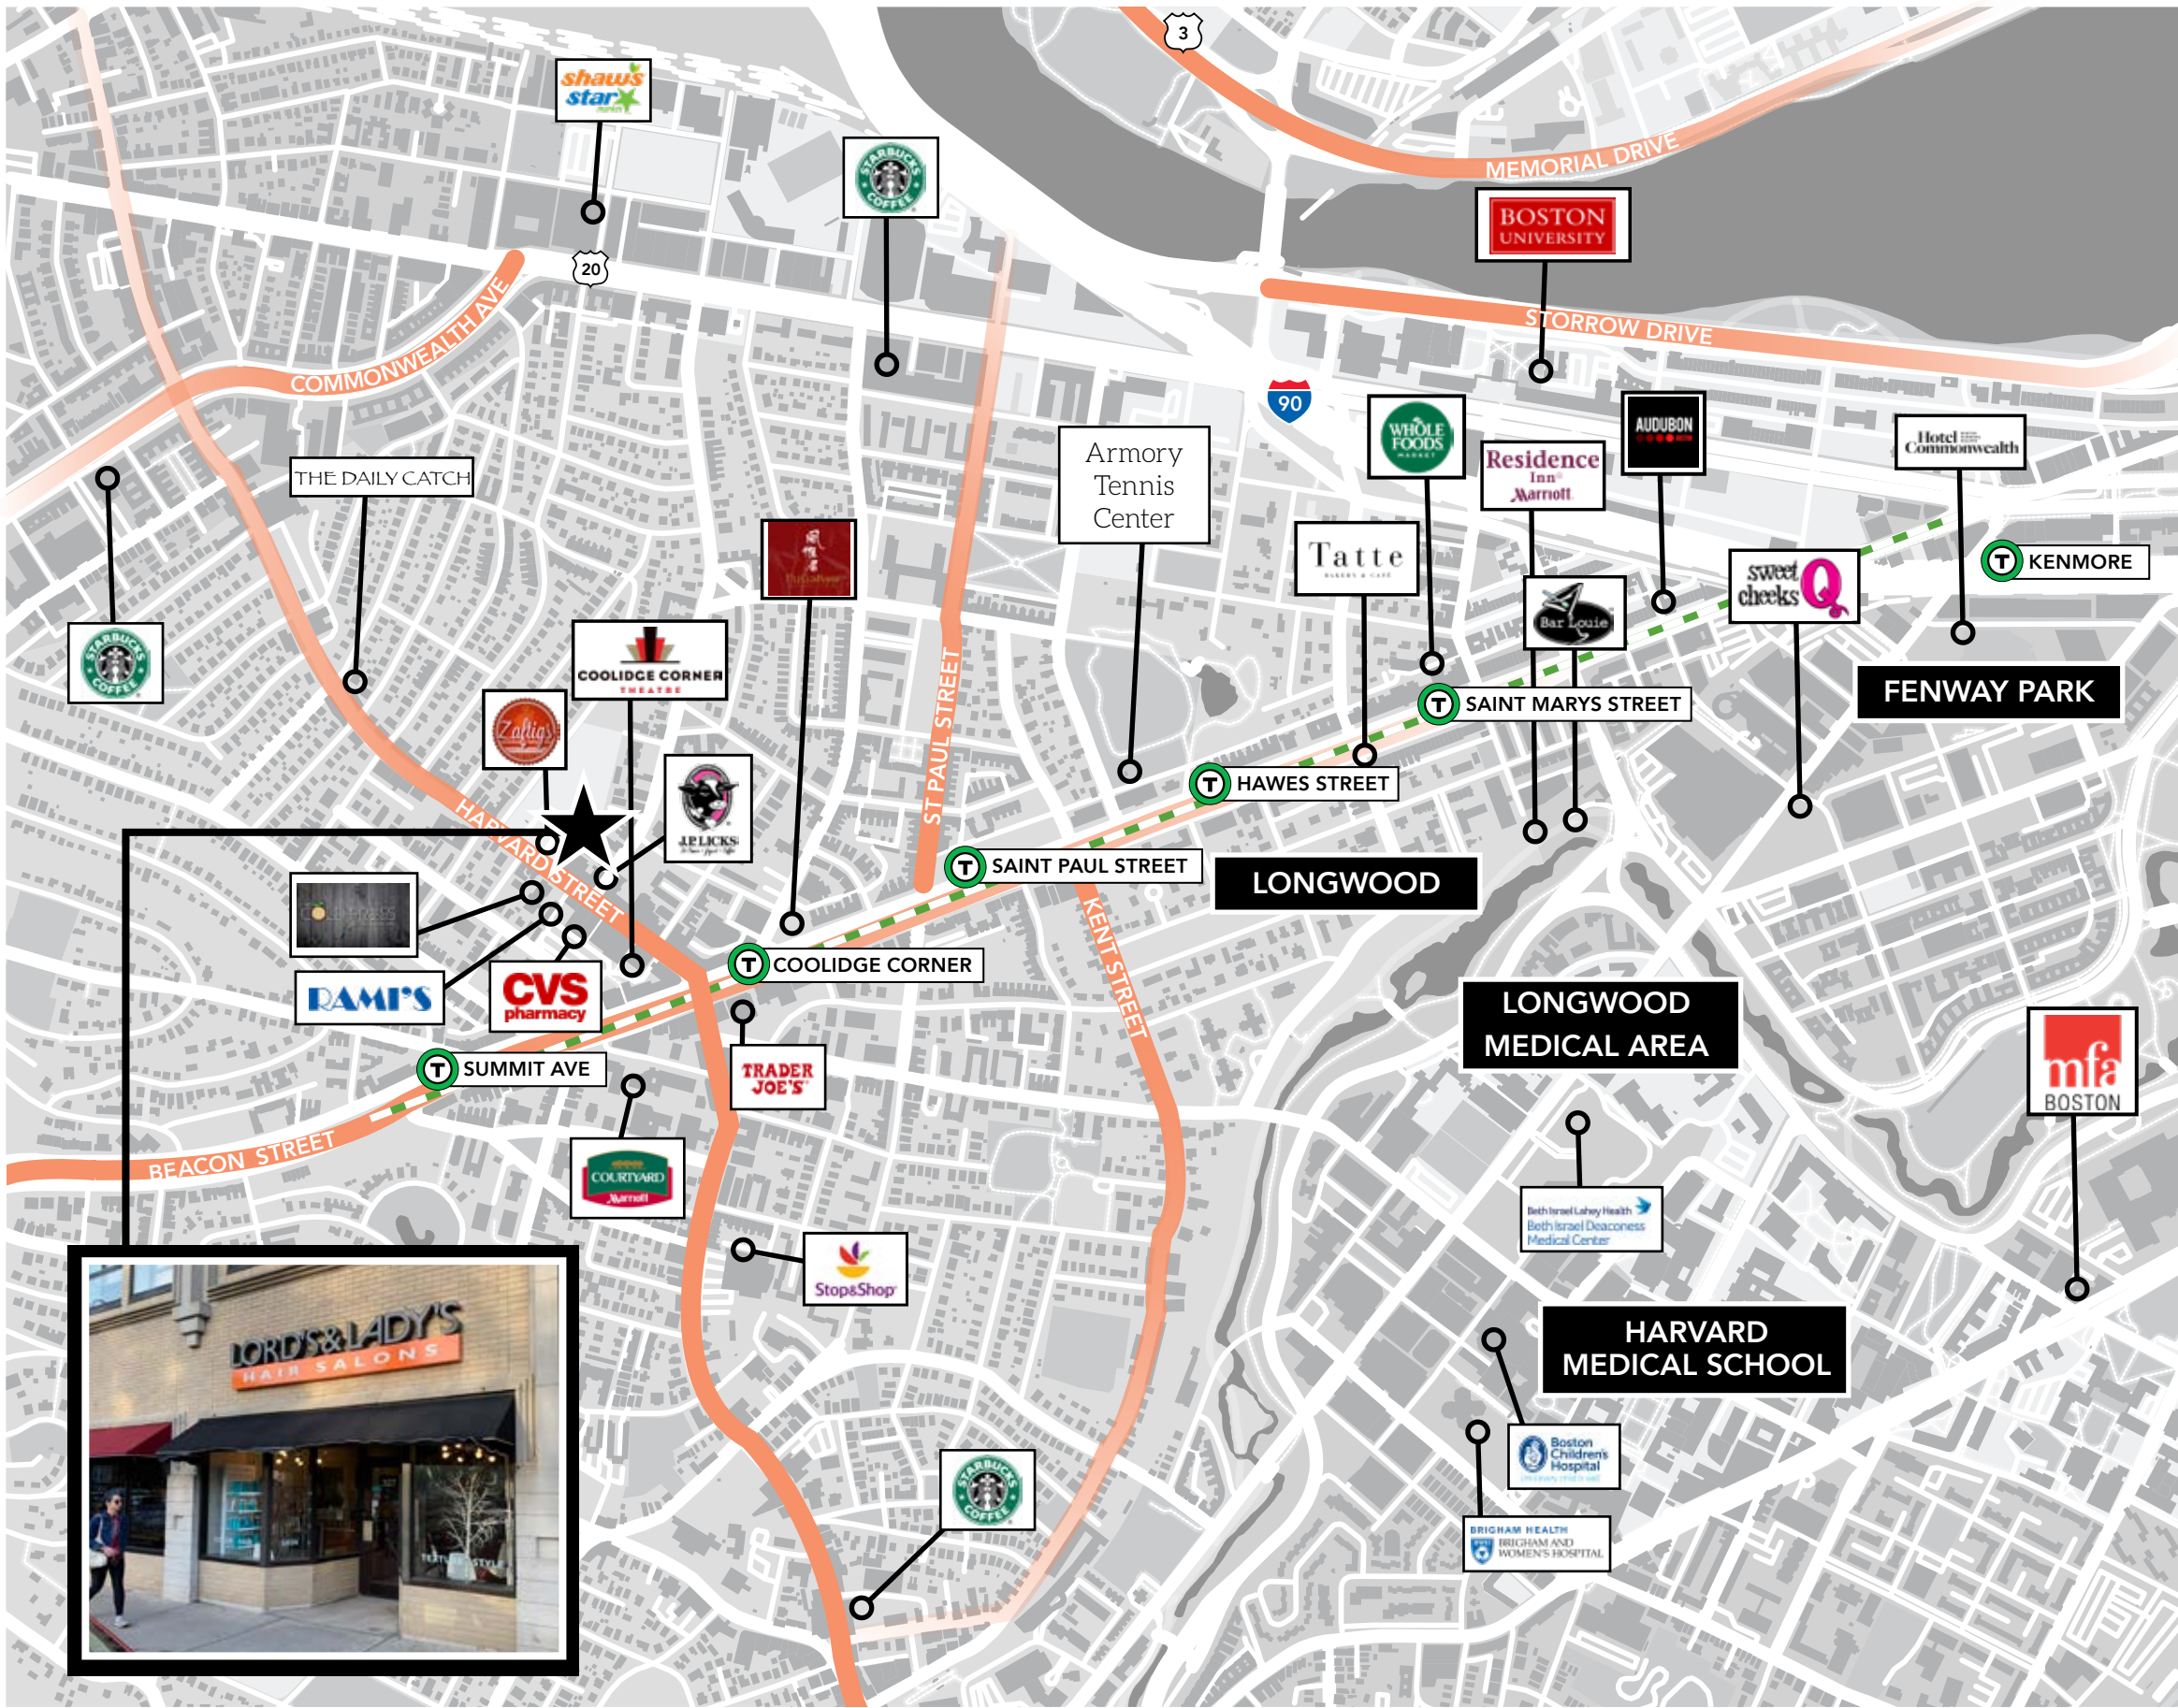 3
shaw's
star
market
STARBUCKS
COFFEE
MEMORIAL DRIVE
BOSTON
UNIVERSITY
20
COMMONWEALTH AVE
STORROW DRIVE
90
WHOLE
FOODS
MARKET
AUDUBON
Hotel
Commonwealth
Armory
Tennis
Center
Residence
Inn
Marriott
THE DAILY CATCH
Tatte
BAKERY & CAFÉ
sweet
cheeks Q
KENMORE
STARBUCKS
COFFEE
COOLIDGE CORNER
THEATRE
Bar Louie
ST PAUL STREET
SAINT MARYS STREET
FENWAY PARK
Zaftigs
J.P. LICKS
HAWES STREET
HARVARD STREET
SAINT PAUL STREET
LONGWOOD
KENT STREET
COOLIDGE CORNER
RAMI'S
CVS
pharmacy
LONGWOOD
MEDICAL AREA
SUMMIT AVE
TRADER
JOE'S
mfa
BOSTON
BEACON STREET
COURTYARD
Marriott
Beth Israel Lahey Health
Beth Israel Deaconess
Medical Center
Stop&Shop
LORD'S & LADY'S
HAIR SALONS
HARVARD
MEDICAL SCHOOL
Boston
Children's
Hospital
STARBUCKS
COFFEE
BRIGHAM HEALTH
BRIGHAM AND
WOMEN'S HOSPITAL